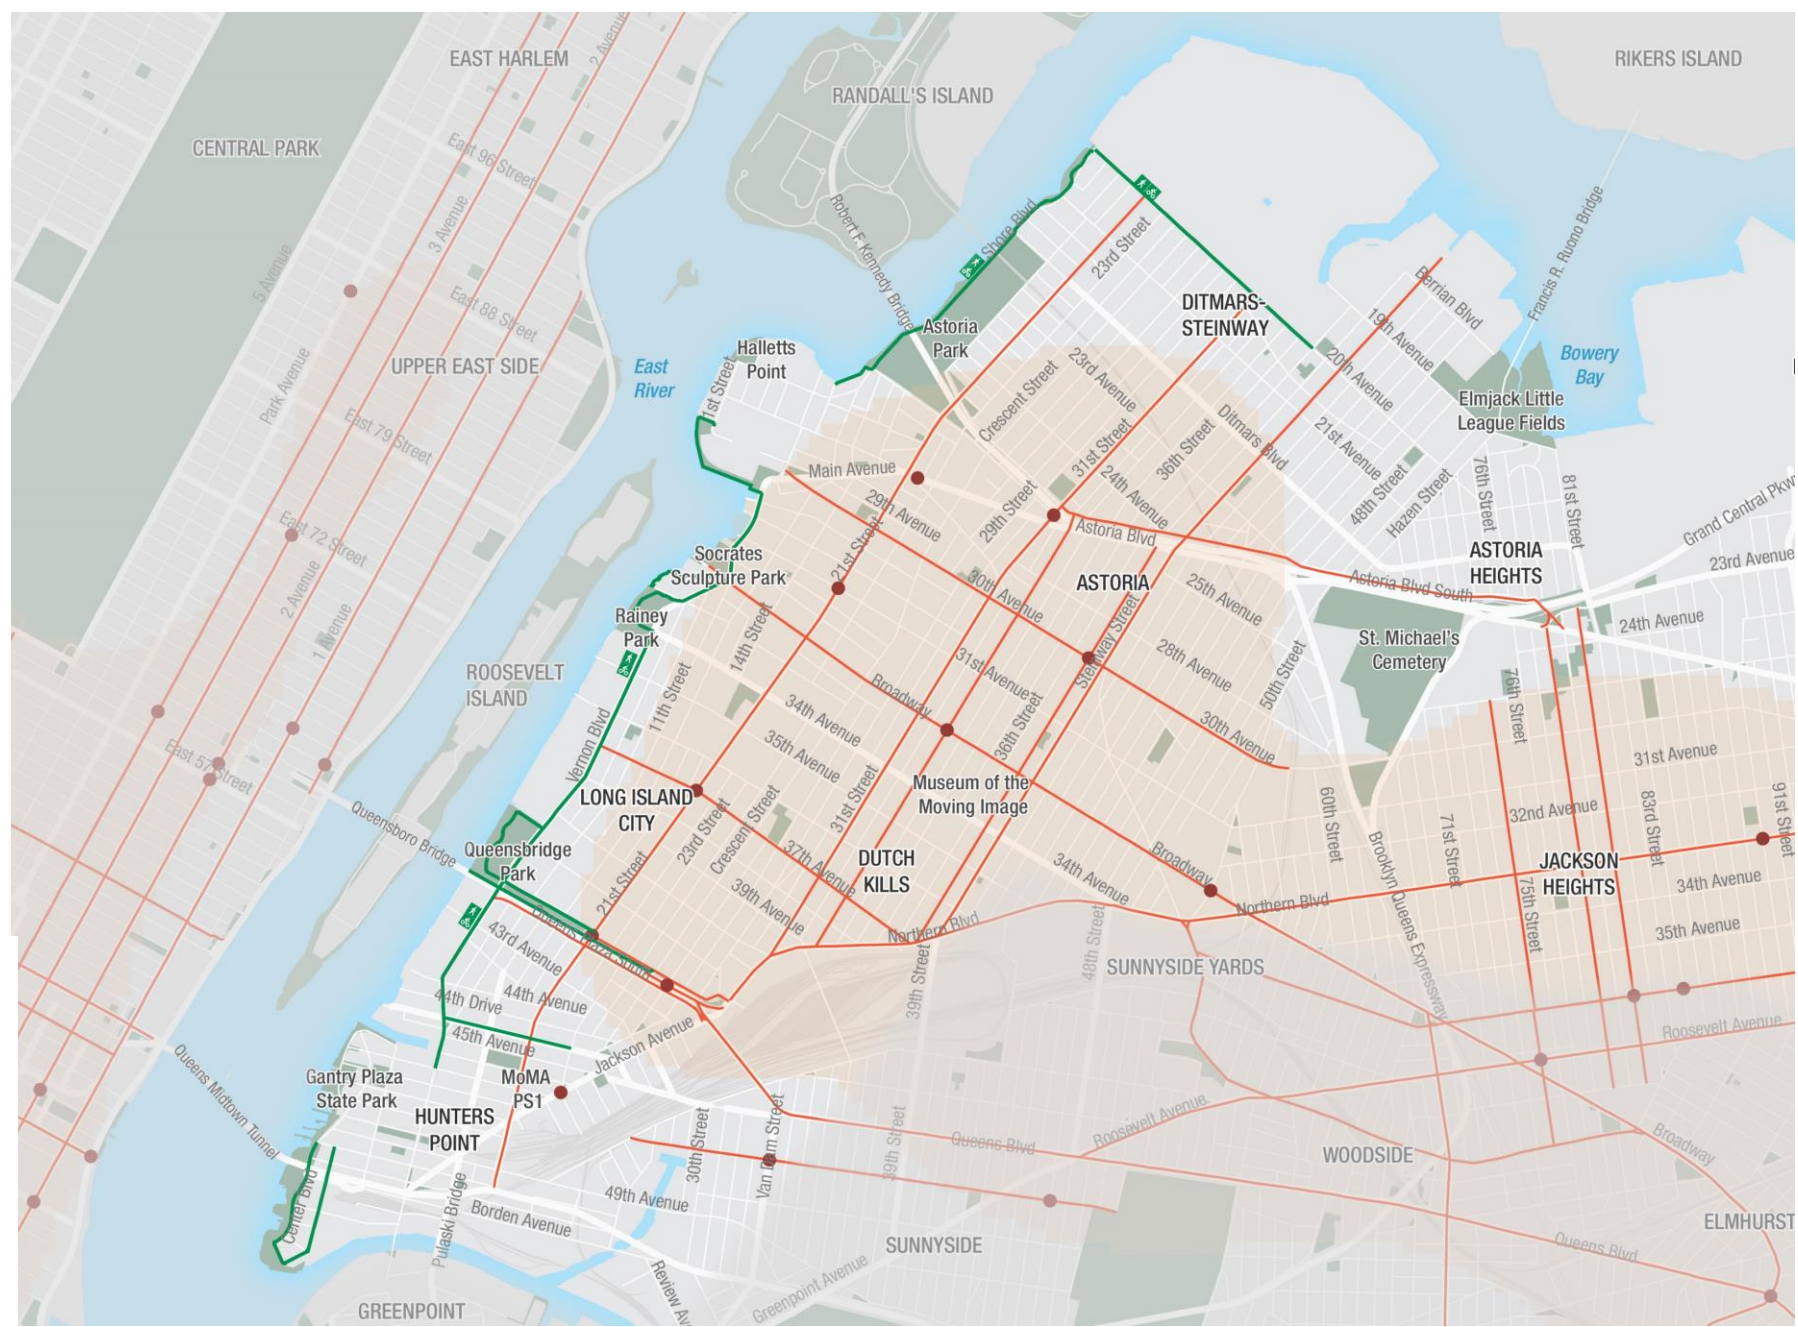 EAST HARLEM
2 Avenue
RIKERS ISLAND
RANDALL'S ISLAND
CENTRAL PARK
East 96 Street
3 Avenue
5 Avenue
Robert F. Kennedy Bridge
Shore Blvd
23rd Street
Francis R. Ruono Bridge
Berrian Blvd
East 88 Street
DITMARS-
STEINWAY
19th Avenue
Astoria
Park
Halletts
Point
UPPER EAST SIDE
East
River
Park Avenue
1st Street
23rd Avenue
20th Avenue
Bowery
Bay
Elmjack Little
League Fields
Crescent Street
Ditmars Blvd
East 79 Street
31st Street
36th Street
21st Avenue
Main Avenue
24th Avenue
48th Street
Hazen Street
76th Street
81st Street
29th Avenue
29th Street
Grand Central Pkw
East 72 Street
21st Street
Astoria Blvd
ASTORIA
HEIGHTS
23rd Avenue
Socrates
Sculpture Park
ASTORIA
30th Avenue
25th Avenue
Astoria Blvd South
2 Avenue
1 Avenue
Rainey
Park
14th Street
24th Avenue
St. Michael's
Cemetery
Steinway Street
28th Avenue
50th Street
ROOSEVELT
ISLAND
11th Street
31st Avenue
Broadway
34th Avenue
36th Street
76th Street
30th Avenue
Vernon Blvd
35th Avenue
31st Avenue
East 57 Street
Museum of the
Moving Image
LONG ISLAND
CITY
31st Street
23rd Street
Crescent Street
60th Street
32nd Avenue
83rd Street
91st Street
71st Street
Queensboro Bridge
Queensbridge
Park
37th Avenue
DUTCH
KILLS
Broadway
34th Avenue
Brooklyn Queens Expressway
JACKSON
HEIGHTS
34th Avenue
21st Street
39th Avenue
Northern Blvd
75th Street
Queens Plaza South
Northern Blvd
35th Avenue
43rd Avenue
39th Street
48th Street
SUNNYSIDE YARDS
44th Drive
44th Avenue
Roosevelt Avenue
45th Avenue
Jackson Avenue
Queens Midtown Tunnel
Gantry Plaza
State Park
MoMA
PS1
HUNTERS
POINT
30th Street
Van Dam Street
39th Street
Queens Blvd
Roosevelt Avenue
Broadway
WOODSIDE
Center Blvd
Pulaski Bridge
49th Avenue
Borden Avenue
ELMHURST
SUNNYSIDE
Queens Blvd
Review Av
Greenpoint Avenue
GREENPOINT